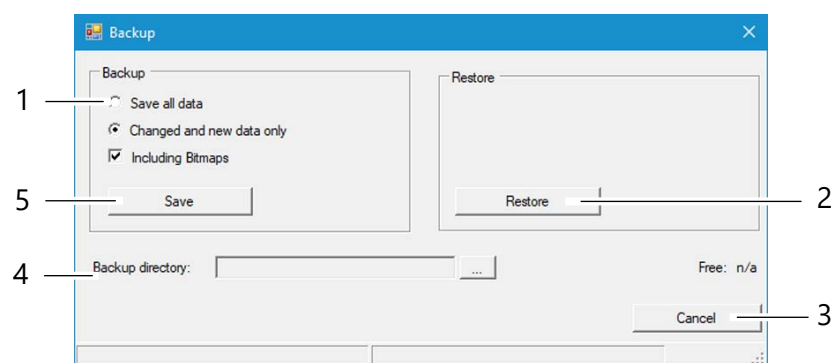 Backup
Backup
1
Save all data
Changed and new data only
Including Bitmaps
5
Save
Restore
Restore
2
4
Backup directory:
...
Free: n/a
Cancel
3